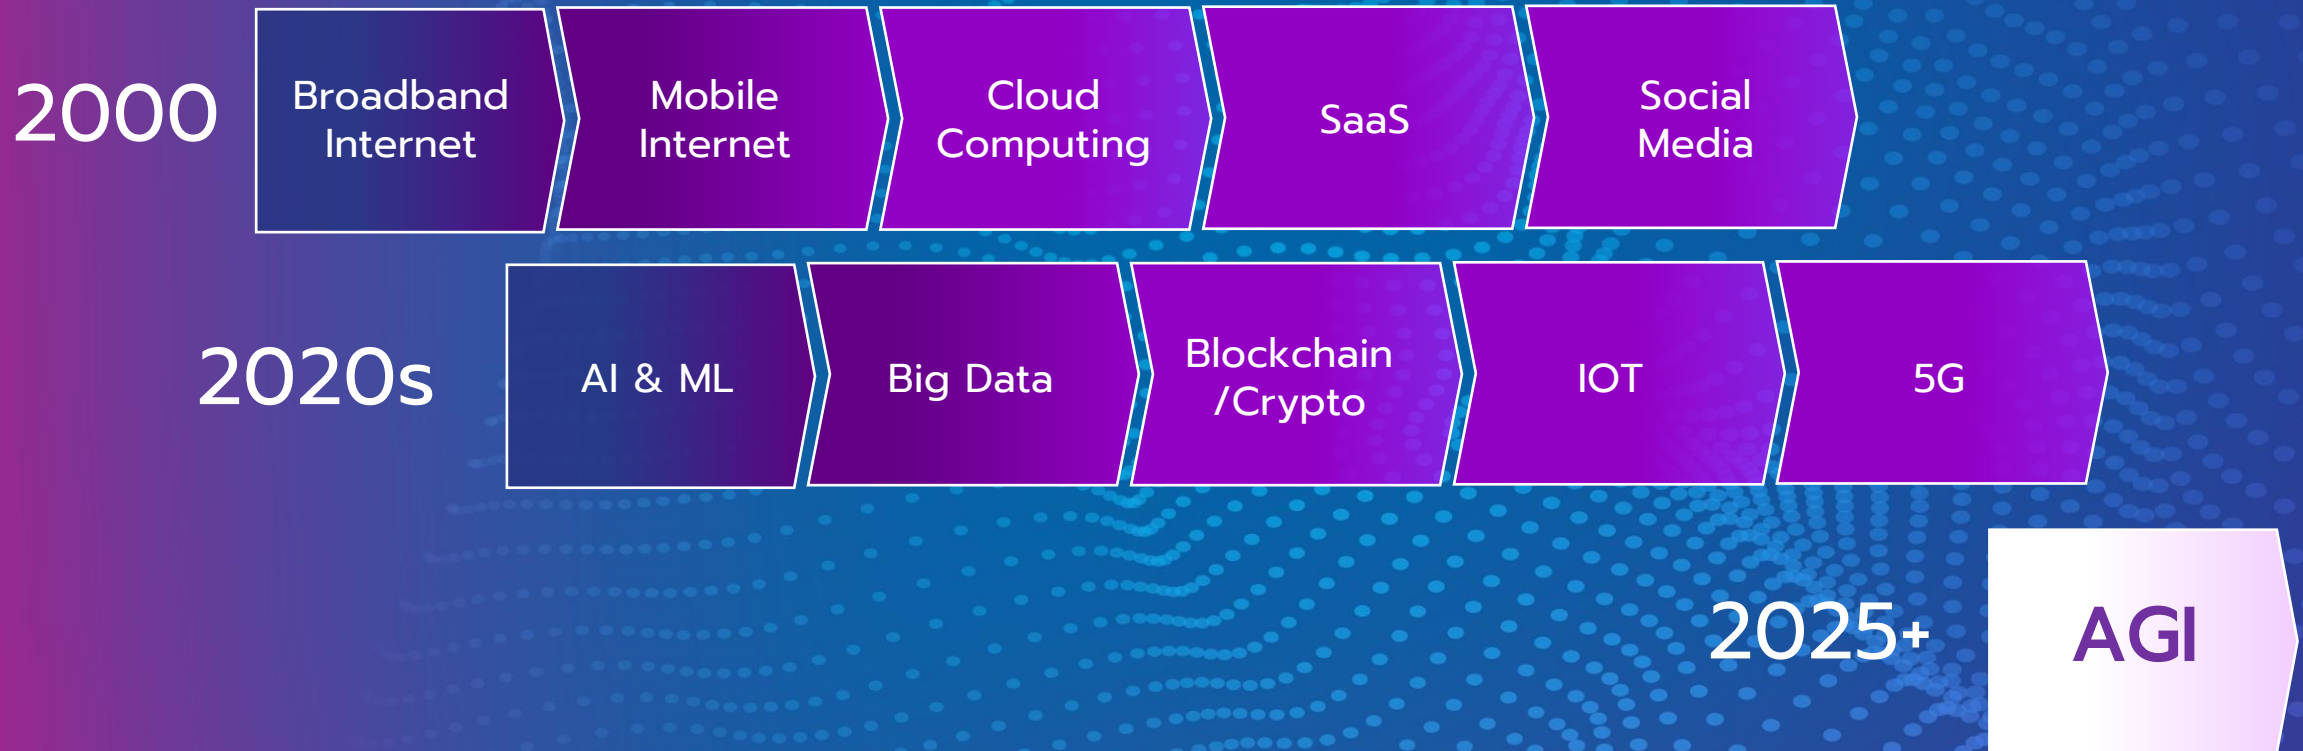 2000
Broadband
Internet
Mobile
Internet
Cloud
Computing
SaaS
Social
Media
2020s
AI & ML
Big Data
Blockchain
/Crypto
IOT
5G
2025+
AGI